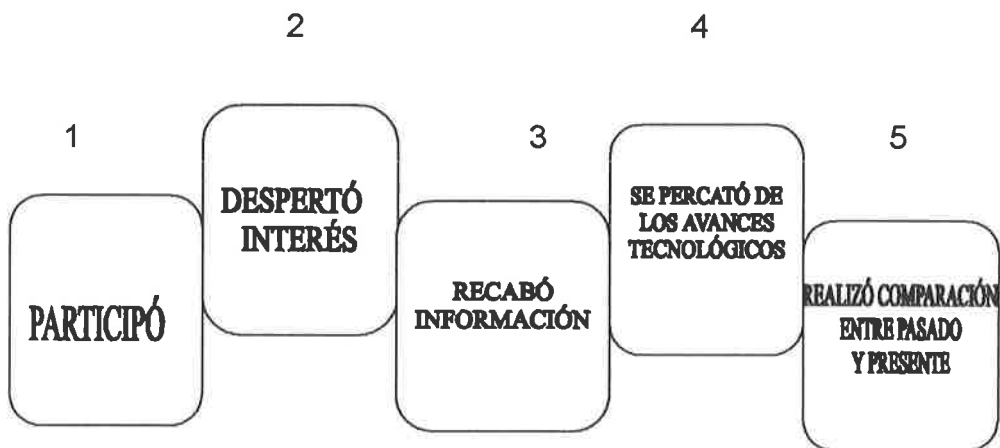 1
PARTICIPÓ
2
DESPERTÓ
INTERÉS
3
RECABÓ
INFORMACIÓN
4
SE PERCATÓ DE
LOS AVANCES
TECNOLÓGICOS
5
REALIZÓ COMPARACIÓN
ENTRE PASADO
Y PRESENTE